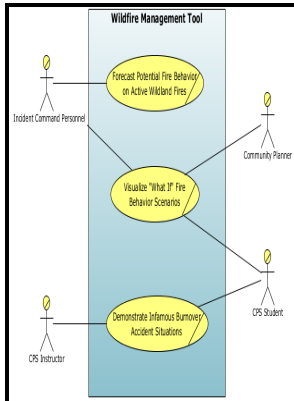 Wildfire Management Tool
Forecast Potential Fire Behavior
on Active Wildland Fires
Incident Command Personnel
Community Planner
Visualize "What If" Fire
Behavior Scenarios
CPS Student
Demonstrate Infamous Burnover
Accident Situations
CPS Instructor